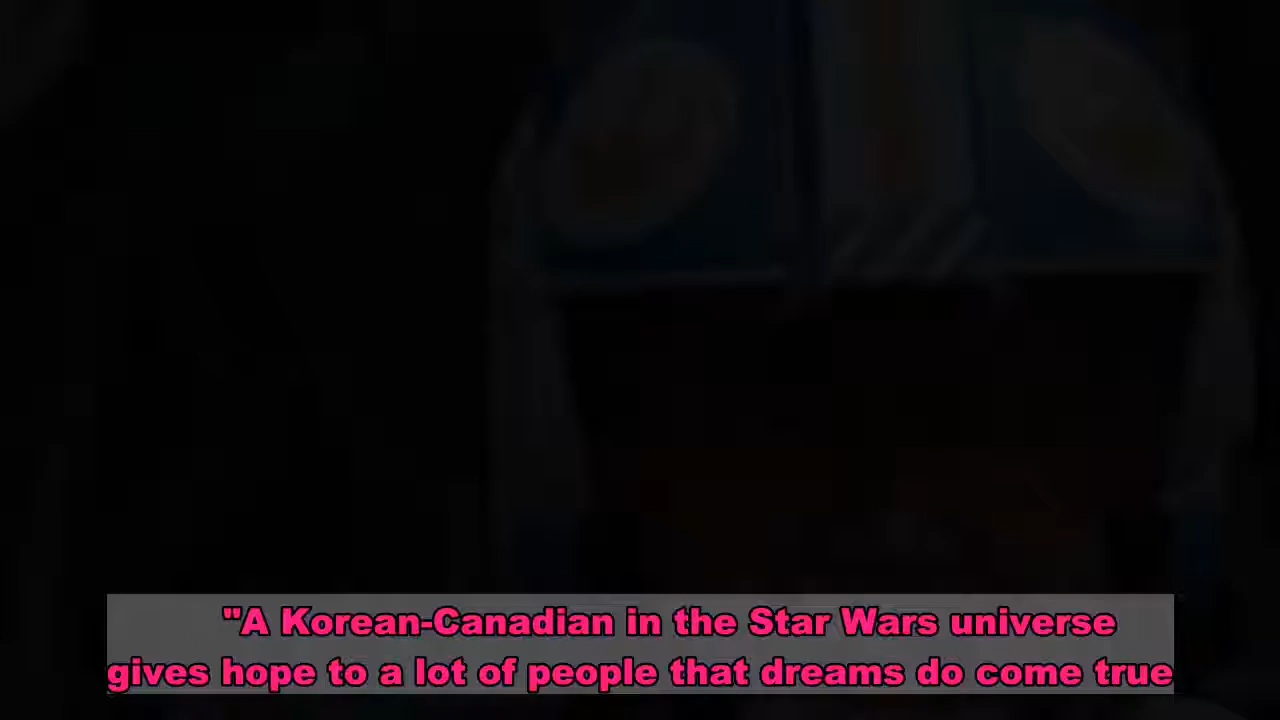 "A Korean-Canadian in the Star Wars universe
gives hope to a lot of people that dreams do come true